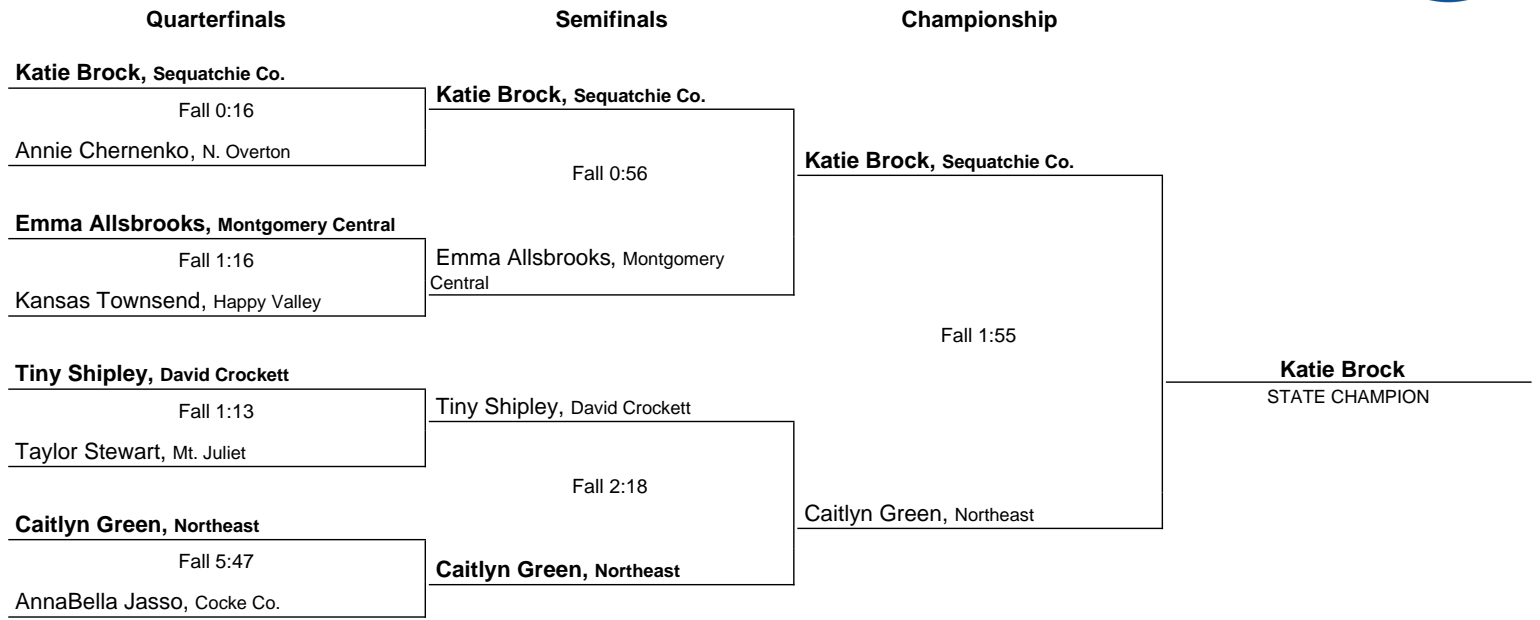 Quarterfinals Semifinals Championship
Katie Brock, Sequatchie Co.
Fall 0:16
Annie Chernenko, N. Overton
Emma Allsbrooks, Montgomery Central
Fall 1:16
Kansas Townsend, Happy Valley
Tiny Shipley, David Crockett
Fall 1:13
Taylor Stewart, Mt. Juliet
Caitlyn Green, Northeast
Fall 5:47
AnnaBella Jasso, Cocke Co.
Katie Brock, Sequatchie Co.
Fall 0:56
Emma Allsbrooks, Montgomery
Central
Tiny Shipley, David Crockett
Fall 2:18
Caitlyn Green, Northeast
Katie Brock, Sequatchie Co.
Fall 1:55
Caitlyn Green, Northeast
Katie Brock
STATE CHAMPION